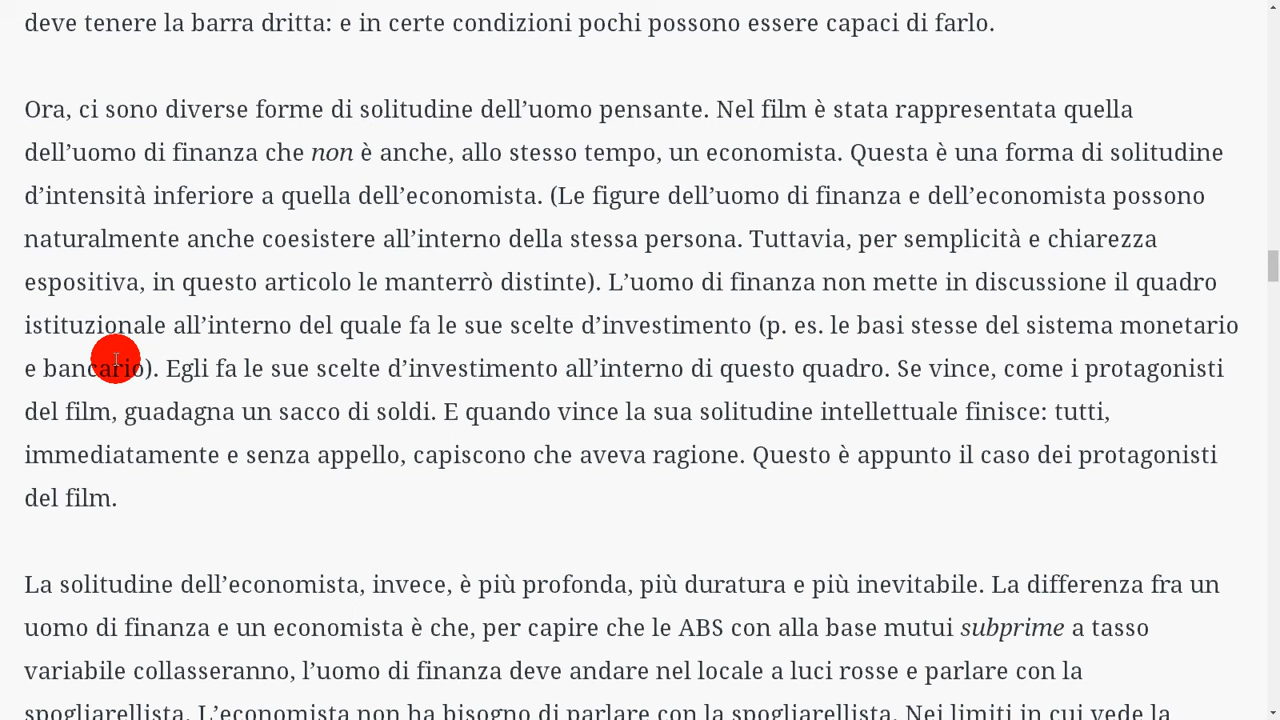 deve tenere la barra dritta: e in certe condizioni pochi possono essere capaci di farlo.
Ora, ci sono diverse forme di solitudine dell’uomo pensante. Nel film è stata rappresentata quella
dell’uomo di finanza che non è anche, allo stesso tempo, un economista. Questa è una forma di solitudine
d’intensità inferiore a quella dell’economista. (Le figure dell’uomo di finanza e dell’economista possono
naturalmente anche coesistere all’interno della stessa persona. Tuttavia, per semplicità e chiarezza
espositiva, in questo articolo le manterrò distinte). L’uomo di finanza non mette in discussione il quadro
istituzionale all’interno del quale fa le sue scelte d’investimento (p. es. le basi stesse del sistema monetario
e bancario). Egli fa le sue scelte d’investimento all’interno di questo quadro. Se vince, come i protagonisti
del film, guadagna un sacco di soldi. E quando vince la sua solitudine intellettuale finisce: tutti,
immediatamente e senza appello, capiscono che aveva ragione. Questo è appunto il caso dei protagonisti
del film.
La solitudine dell’economista, invece, è più profonda, più duratura e più inevitabile. La differenza fra un
uomo di finanza e un economista è che, per capire che le ABS con alla base mutui subprime a tasso
variabile collasseranno, l’uomo di finanza deve andare nel locale a luci rosse e parlare con la
spogliarellista. L’economista non ha bisogno di parlare con la spogliarellista. Nei limiti in cui vede la